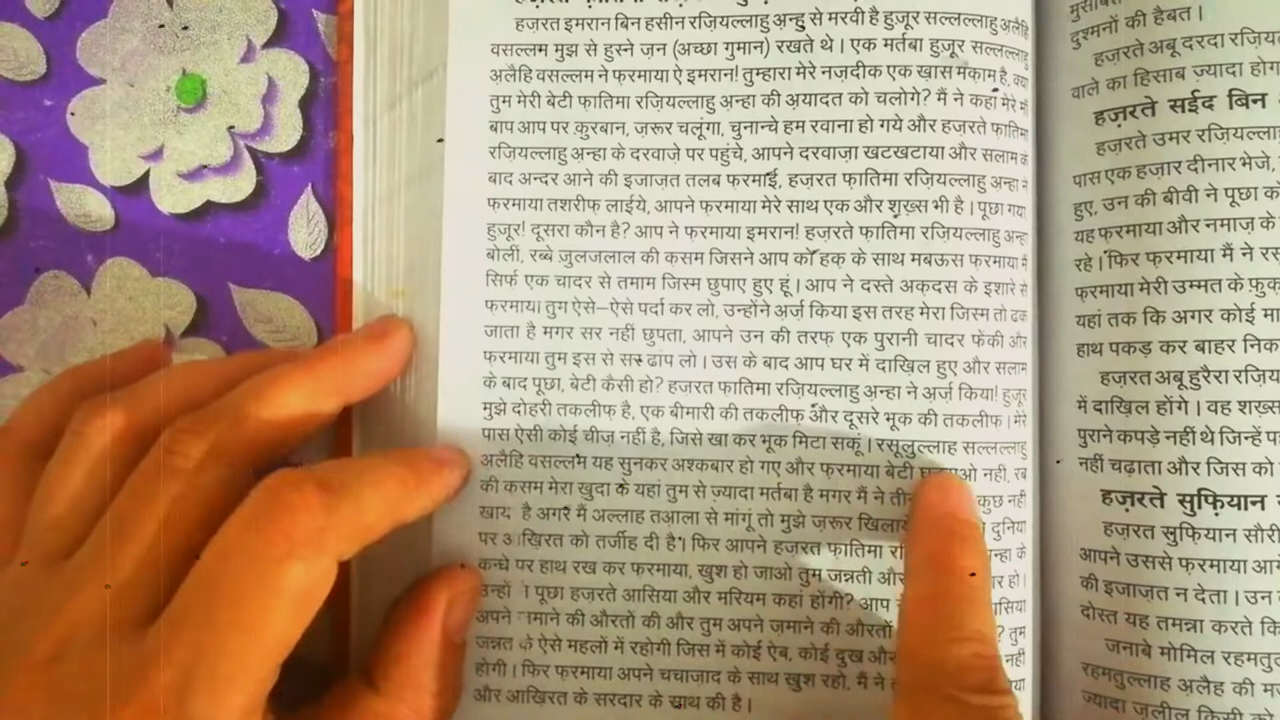 हज़रत इमरान बिन हसीन रज़ियल्लाहु अन्हु से मरवी है हुज़ूर सल्लल्लाहु अलैहि
वसल्लम मुझ से हुस्ने ज़न (अच्छा गुमान) रखते थे। एक मर्तबा हुज़ूर सल्लल्लाहु
अलैहि वसल्लम ने फ़रमाया ऐ इमरान! तुम्हारा मेरे नज़दीक एक ख़ास मक़ाम है, क्या
तुम मेरी बेटी फ़ातिमा रज़ियल्लाहु अन्हा की अयादत को चलोगे? मैं ने कहा मेरे माँ
बाप आप पर क़ुरबान, ज़रूर चलूंगा, चुनान्चे हम रवाना हो गये और हज़रते फ़ातिमा
रज़ियल्लाहु अन्हा के दरवाज़े पर पहुंचे, आपने दरवाज़ा खटखटाया और सलाम के
बाद अन्दर आने की इजाज़त तलब फ़रमाई, हज़रत फ़ातिमा रज़ियल्लाहु अन्हा ने
फ़रमाया तशरीफ़ लाईये, आपने फ़रमाया मेरे साथ एक और शख़्स भी है। पूछा गया
हुज़ूर! दूसरा कौन है? आप ने फ़रमाया इमरान! हज़रते फ़ातिमा रज़ियल्लाहु अन्हा
बोलीं, रब्बे ज़ुलजलाल की क़सम जिसने आप को हक़ के साथ मबऊस फ़रमाया मैं
सिर्फ़ एक चादर से तमाम जिस्म छुपाए हुए हूं। आप ने दस्ते अक़दस के इशारे से
फ़रमाया तुम ऐसे–ऐसे पर्दा कर लो, उन्होंने अर्ज़ किया इस तरह मेरा जिस्म तो ढक
जाता है मगर सर नहीं छुपता, आपने उन की तरफ़ एक पुरानी चादर फेंकी और
फ़रमाया तुम इस से सर ढांप लो। उस के बाद आप घर में दाख़िल हुए और सलाम
के बाद पूछा, बेटी कैसी हो? हज़रत फ़ातिमा रज़ियल्लाहु अन्हा ने अर्ज़ किया! हुज़ूर
मुझे दोहरी तकलीफ़ है, एक बीमारी की तकलीफ़ और दूसरे भूक की तकलीफ़। मेरे
पास ऐसी कोई चीज़ नहीं है, जिसे खा कर भूक मिटा सकूं। रसूलुल्लाह सल्लल्लाहु
अलैहि वसल्लम यह सुनकर अश्कबार हो गए और फ़रमाया बेटी नहीं, रब
की क़सम मेरा ख़ुदा के यहां तुम से ज़्यादा मर्तबा है मगर मैं ने कुछ नहीं
है अगर मैं अल्लाह तआला से मांगूं तो मुझे ज़रूर दुनिया
पर आख़िरत को तर्जीह दी है। फिर आपने हज़रत फ़ातिमा के
कन्धे पर हाथ रख कर फ़रमाया, ख़ुश हो जाओ तुम जन्नती हो।
पूछा हज़रते आसिया और मरियम कहां होंगी? आप
अपने ज़माने की औरतों की और तुम अपने ज़माने की औरतों तुम
जन्नत के ऐसे महलों में रहोगी जिस में कोई ऐब, कोई दुख और नहीं
होगी। फिर फ़रमाया अपने चचाज़ाद के साथ ख़ुश रहो, मैं ने
और आख़िरत के सरदार के साथ की है।
दुश्मनों की हैबत।
हज़रते अबू दरदा
वाले का हिसाब ज़्यादा
हज़रते सईद बिन
हज़रते उमर
पास एक हज़ार दीनार भेजे,
हुए, उन की बीवी ने पूछा
यह फ़रमाया और नमाज़ के
रहे। फिर फ़रमाया मैं ने
फ़रमाया मेरी उम्मत के
यहां तक कि अगर कोई
हाथ पकड़ कर बाहर
हज़रत अबू हुरैरा
में दाख़िल होंगे। वह
पुराने कपड़े नहीं थे जिन्हें
नहीं चढ़ाता और जिस को
हज़रते सुफ़ियान
हज़रत सुफ़ियान सौरी
आपने उससे फ़रमाया
की इजाज़त न देता। उन
दोस्त यह तमन्ना करते
जनाबे मोमिल
रहमतुल्लाह अलैह की
ज़्यादा ज़लील किसी को